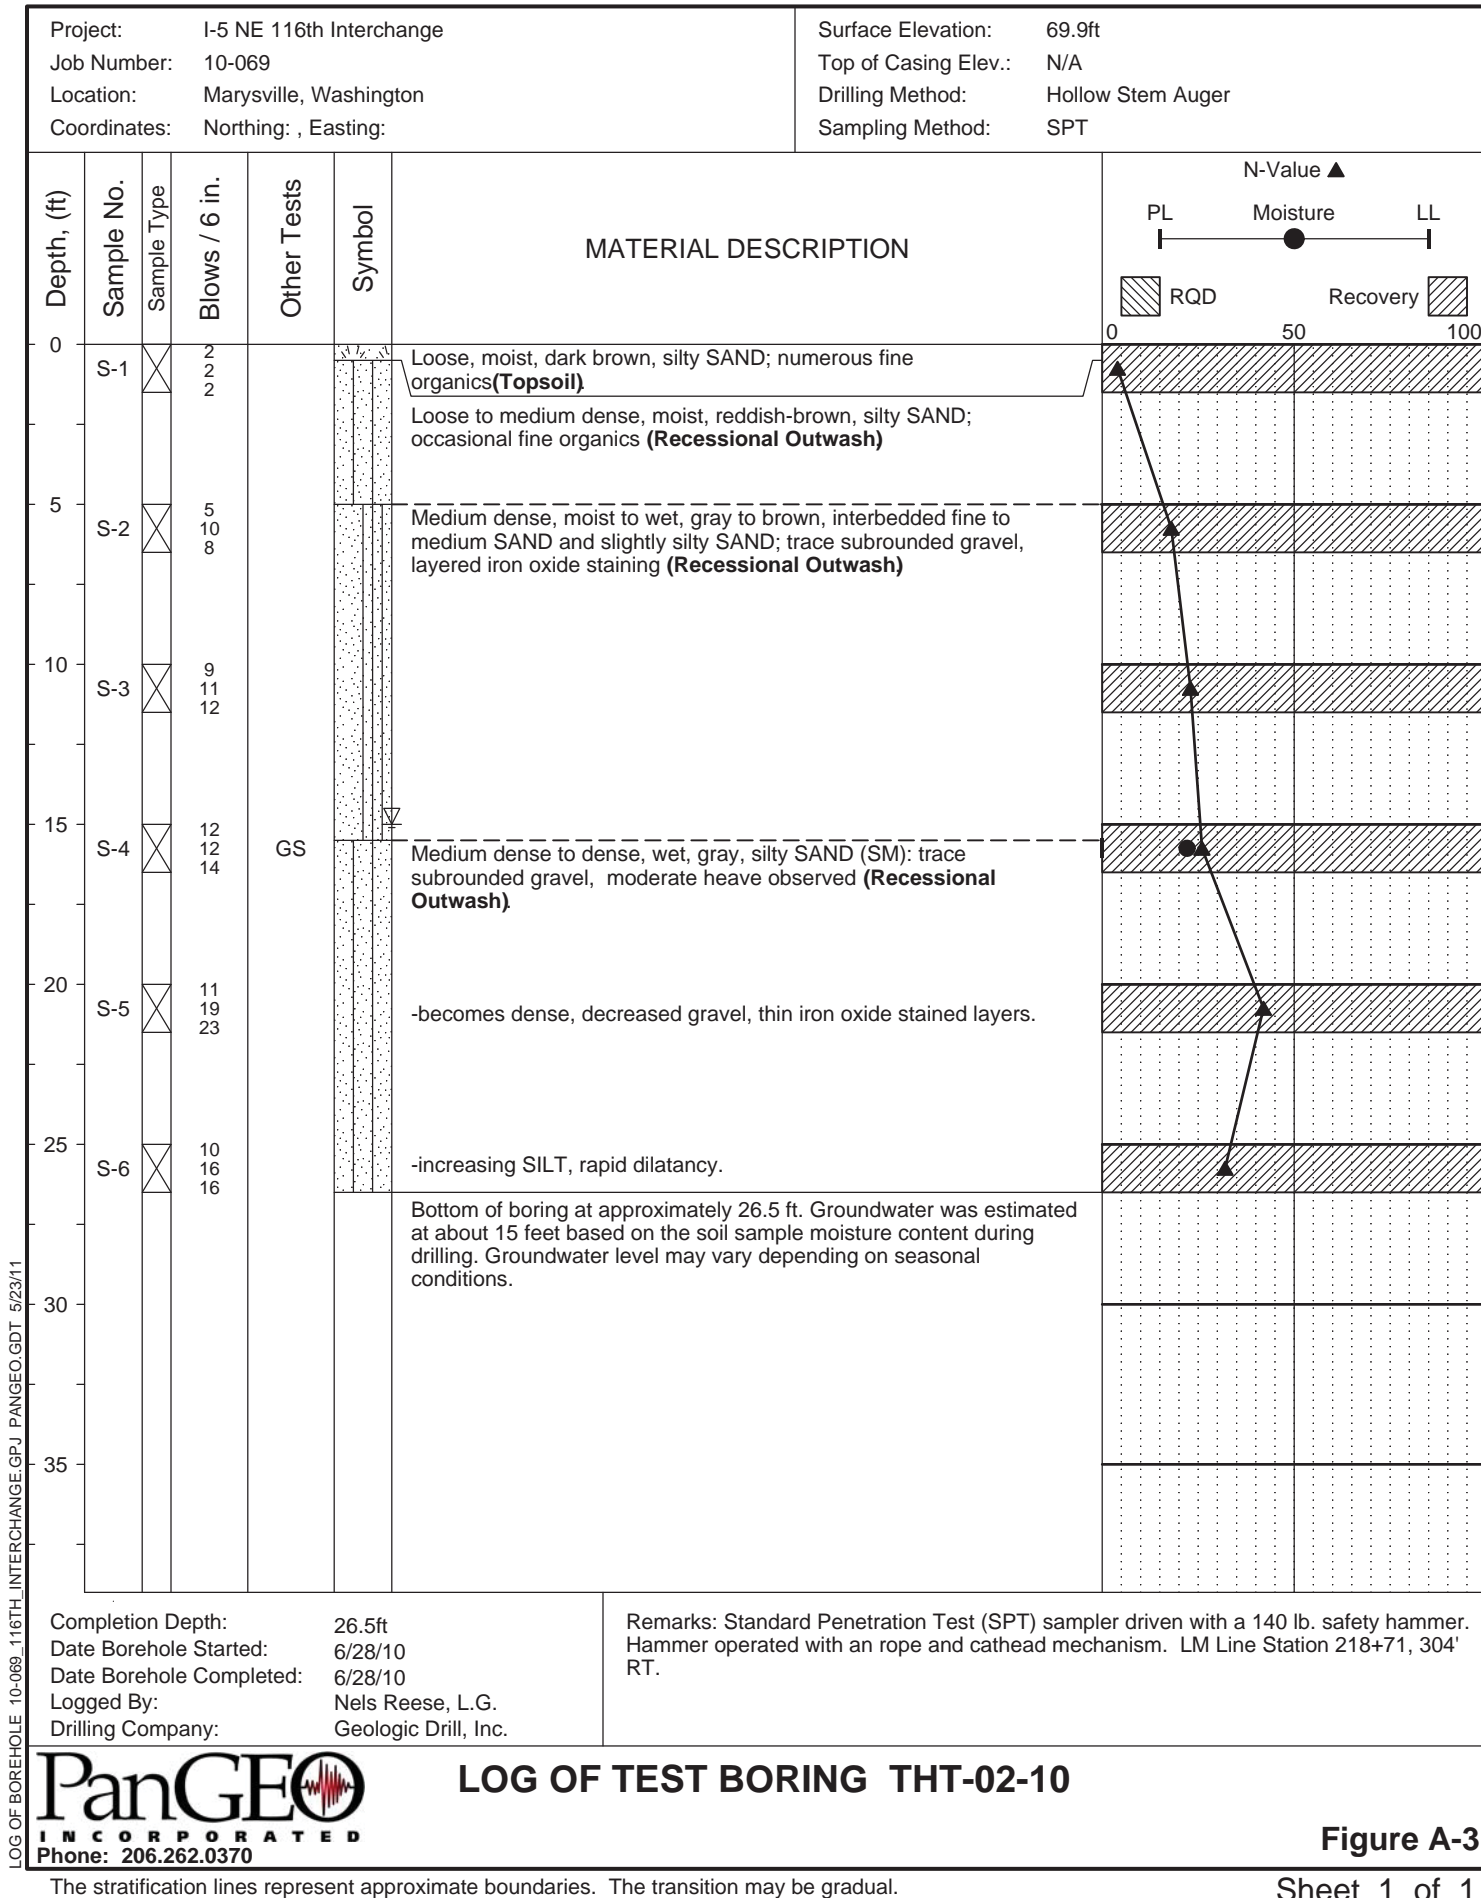 Project: I-5 NE 116th Interchange
Job Number: 10-069
Location: Marysville, Washington
Coordinates: Northing: , Easting:
Surface Elevation: 69.9ft
Top of Casing Elev.: N/A
Drilling Method: Hollow Stem Auger
Sampling Method: SPT
Depth, (ft)
Sample No.
Sample Type
Blows / 6 in.
Other Tests
Symbol
MATERIAL DESCRIPTION
N-Value ▲
PL Moisture LL
RQD Recovery
0 50 100
0
S-1
2
2
2
Loose, moist, dark brown, silty SAND; numerous fine
organics(Topsoil).
Loose to medium dense, moist, reddish-brown, silty SAND;
occasional fine organics (Recessional Outwash)
5
S-2
5
10
8
Medium dense, moist to wet, gray to brown, interbedded fine to
medium SAND and slightly silty SAND; trace subrounded gravel,
layered iron oxide staining (Recessional Outwash)
10
S-3
9
11
12
15
S-4
12
12
14
GS
Medium dense to dense, wet, gray, silty SAND (SM): trace
subrounded gravel, moderate heave observed (Recessional
Outwash).
20
S-5
11
19
23
-becomes dense, decreased gravel, thin iron oxide stained layers.
25
S-6
10
16
16
-increasing SILT, rapid dilatancy.
Bottom of boring at approximately 26.5 ft. Groundwater was estimated
at about 15 feet based on the soil sample moisture content during
drilling. Groundwater level may vary depending on seasonal
conditions.
30
35
Completion Depth: 26.5ft
Date Borehole Started: 6/28/10
Date Borehole Completed: 6/28/10
Logged By: Nels Reese, L.G.
Drilling Company: Geologic Drill, Inc.
Remarks: Standard Penetration Test (SPT) sampler driven with a 140 lb. safety hammer.
Hammer operated with an rope and cathead mechanism. LM Line Station 218+71, 304'
RT.
LOG OF BOREHOLE 10-069_116TH_INTERCHANGE.GPJ PANGEO.GDT 5/23/11
PanGEO
INCORPORATED
Phone: 206.262.0370
LOG OF TEST BORING THT-02-10
Figure A-3
The stratification lines represent approximate boundaries. The transition may be gradual.
Sheet 1 of 1